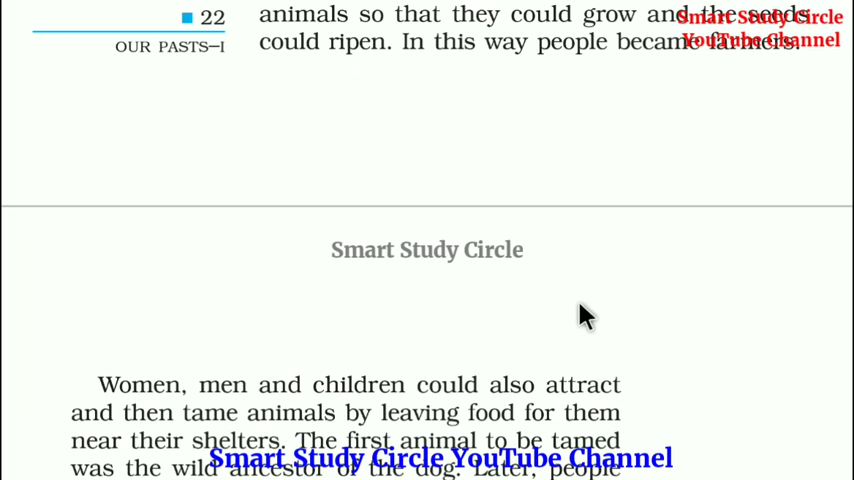 ■ 22
OUR PASTS—I
animals so that they could grow and the seeds
could ripen. In this way people became farmers.
Smart Study Circle
YouTube Channel
Smart Study Circle
Women, men and children could also attract
and then tame animals by leaving food for them
near their shelters. The first animal to be tamed
was the wild ancestor of the dog. Later, people
Smart Study Circle YouTube Channel